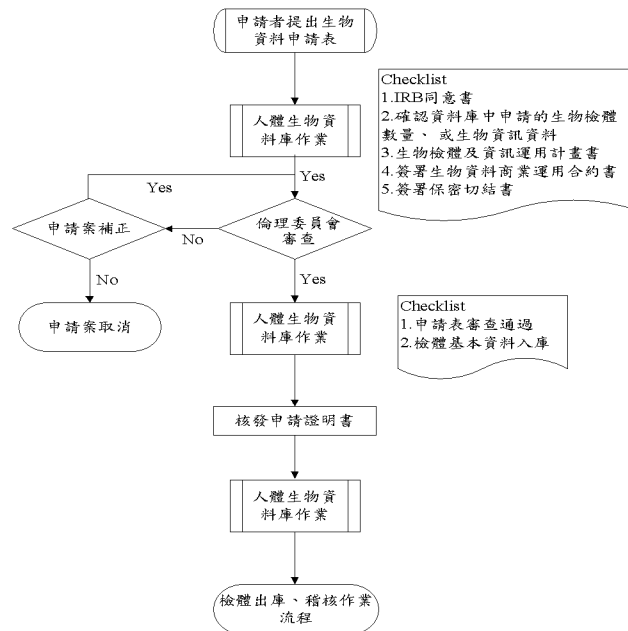 申請者提出生物
資料申請表
Checklist
1.IRB同意書
2.確認資料庫中申請的生物檢體
數量、 或生物資訊資料
3.生物檢體及資訊運用計畫書
4.簽署生物資料商業運用合約書
5.簽署保密切結書
人體生物資
料庫作業
Yes
Yes
申請案補正
No
倫理委員會
審查
No
Yes
申請案取消
人體生物資
料庫作業
Checklist
1.申請表審查通過
2.檢體基本資料入庫
核發申請證明書
人體生物資
料庫作業
檢體出庫、稽核作業
流程